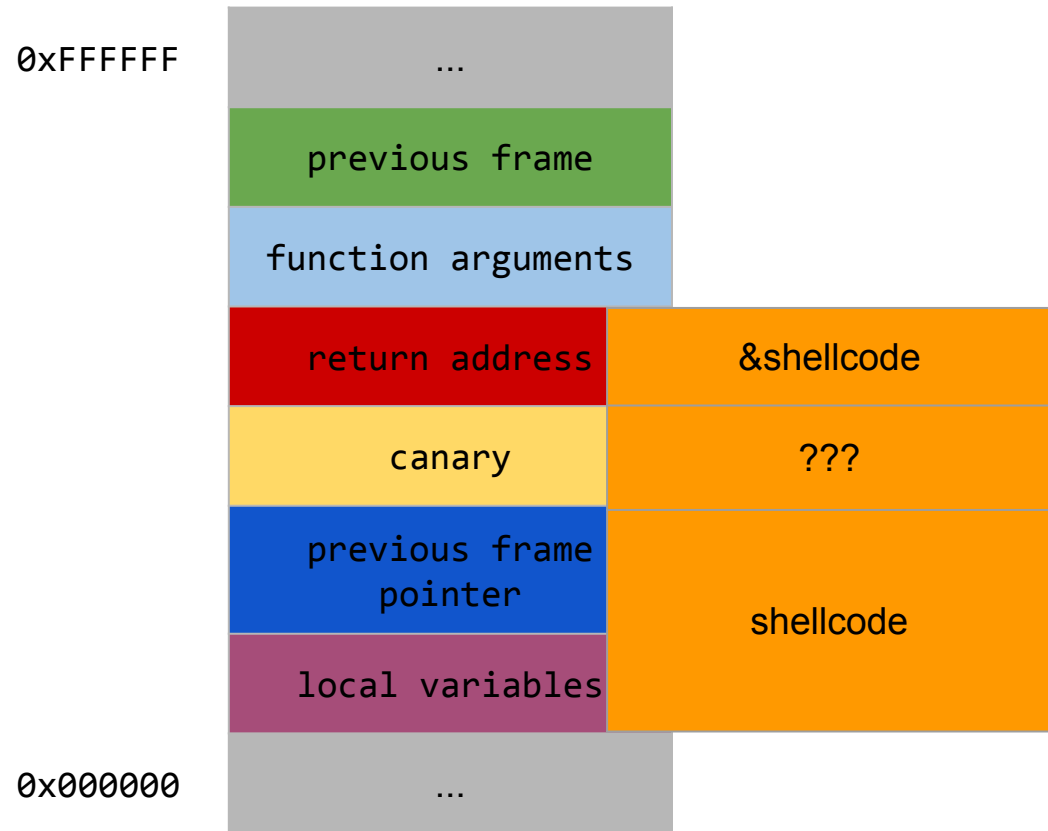 0xFFFFFF
...
previous frame
function arguments
return address
&shellcode
canary
???
previous frame
pointer
shellcode
local variables
0x000000
...